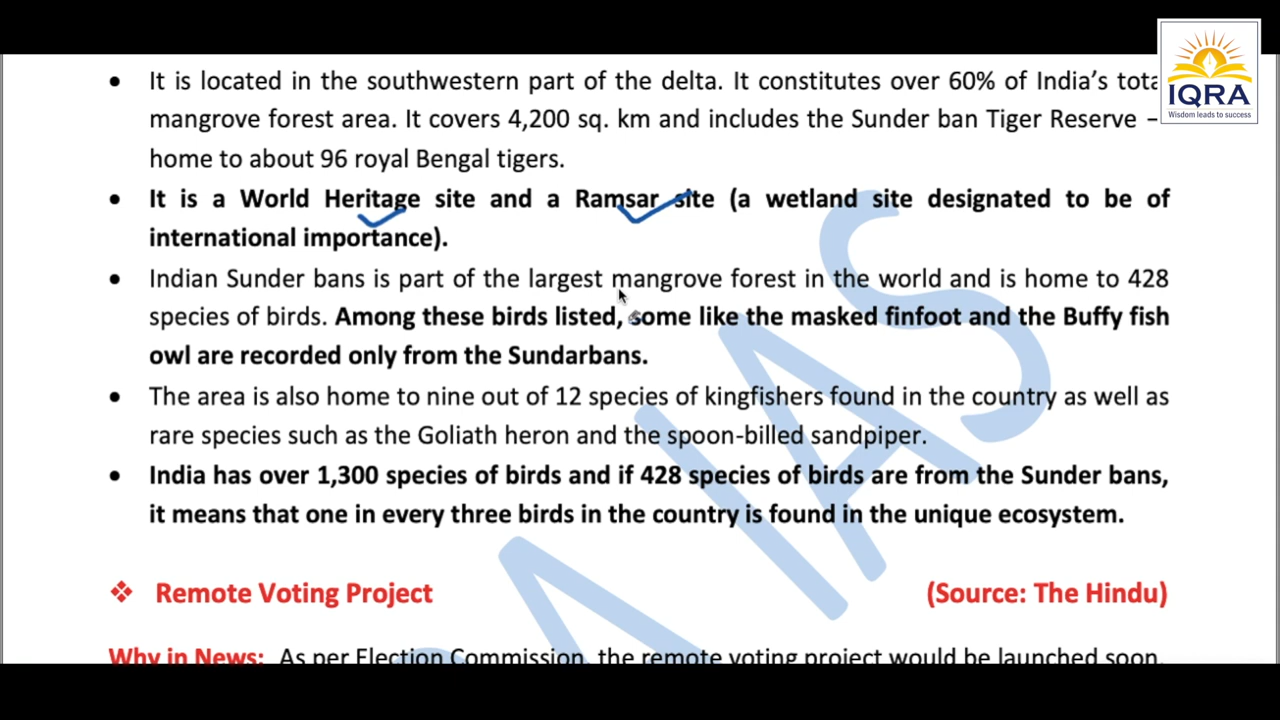 IQRA
Wisdom leads to success
• It is located in the southwestern part of the delta. It constitutes over 60% of India's tota
mangrove forest area. It covers 4,200 sq. km and includes the Sunder ban Tiger Reserve –
home to about 96 royal Bengal tigers.
• It is a World Heritage site and a Ramsar site (a wetland site designated to be of
international importance).
• Indian Sunder bans is part of the largest mangrove forest in the world and is home to 428
species of birds. Among these birds listed, some like the masked finfoot and the Buffy fish
owl are recorded only from the Sundarbans.
• The area is also home to nine out of 12 species of kingfishers found in the country as well as
rare species such as the Goliath heron and the spoon-billed sandpiper.
• India has over 1,300 species of birds and if 428 species of birds are from the Sunder bans,
it means that one in every three birds in the country is found in the unique ecosystem.
❖ Remote Voting Project (Source: The Hindu)
Why in News: As per Election Commission, the remote voting project would be launched soon.
IAS